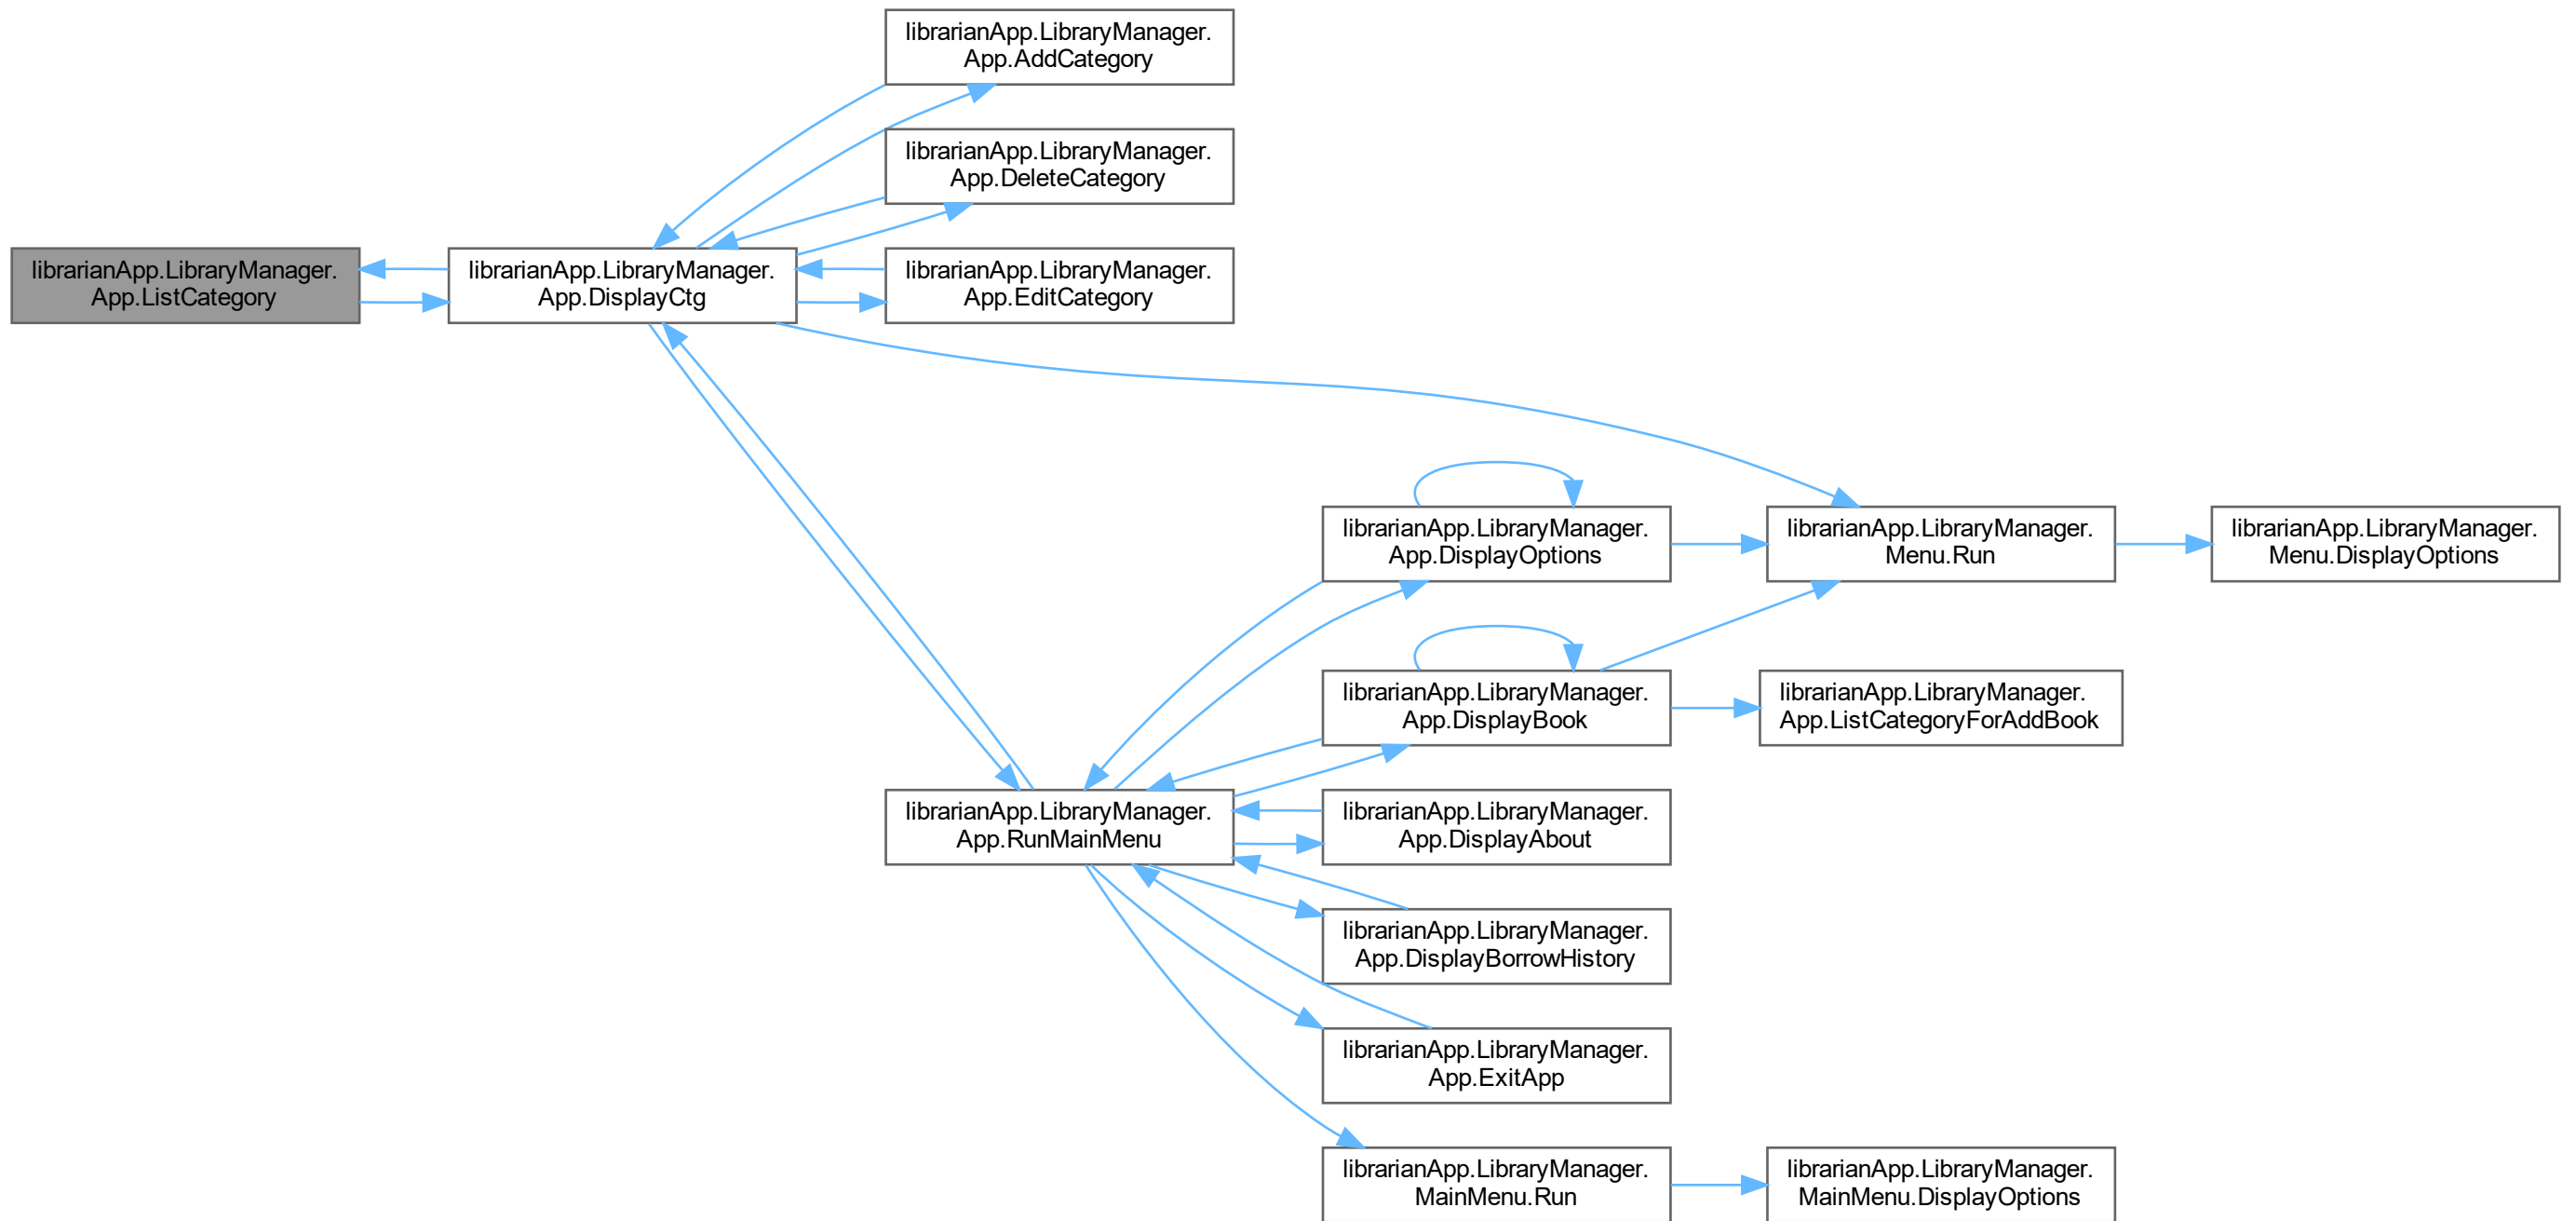 librarianApp.LibraryManager.
App.AddCategory
librarianApp.LibraryManager.
App.DeleteCategory
librarianApp.LibraryManager.
App.ListCategory
librarianApp.LibraryManager.
App.DisplayCtg
librarianApp.LibraryManager.
App.EditCategory
librarianApp.LibraryManager.
App.DisplayOptions
librarianApp.LibraryManager.
Menu.Run
librarianApp.LibraryManager.
Menu.DisplayOptions
librarianApp.LibraryManager.
App.DisplayBook
librarianApp.LibraryManager.
App.ListCategoryForAddBook
librarianApp.LibraryManager.
App.RunMainMenu
librarianApp.LibraryManager.
App.DisplayAbout
librarianApp.LibraryManager.
App.DisplayBorrowHistory
librarianApp.LibraryManager.
App.ExitApp
librarianApp.LibraryManager.
MainMenu.Run
librarianApp.LibraryManager.
MainMenu.DisplayOptions